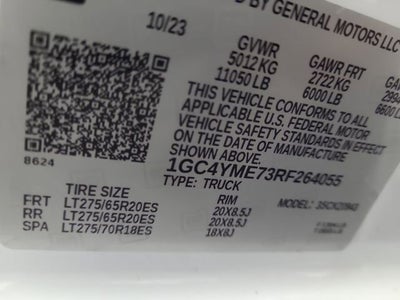 D BY GENERAL MOTORS LLC
10/23
GVWR
5012 KG
11050 LB
GAWR FRT
2722 KG
6000 LB
GA
THIS VEHICLE CONFORMS TO ALL
U.S. FEDERAL MOTOR
VEHICLE SAFETY STANDARDS IN EFFECT
ON THE DATE OF MANUFACTURE
SHOWN ABOVE.
8624
1GC4YME73RF264055
TYPE: TRUCK
TIRE SIZE
RIM
FRT LT275/65R20ES 20X8.5J
RR LT275/65R20ES 20X8.5J
SPA LT275/70R18ES 18X8J